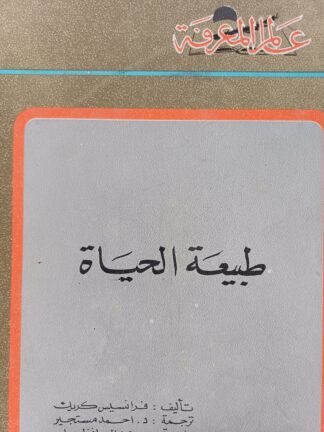 عالم المعرفة
طبيعة الحياة
تأليف : فرانسيس كريك
ترجمة : د. احمد مستجير